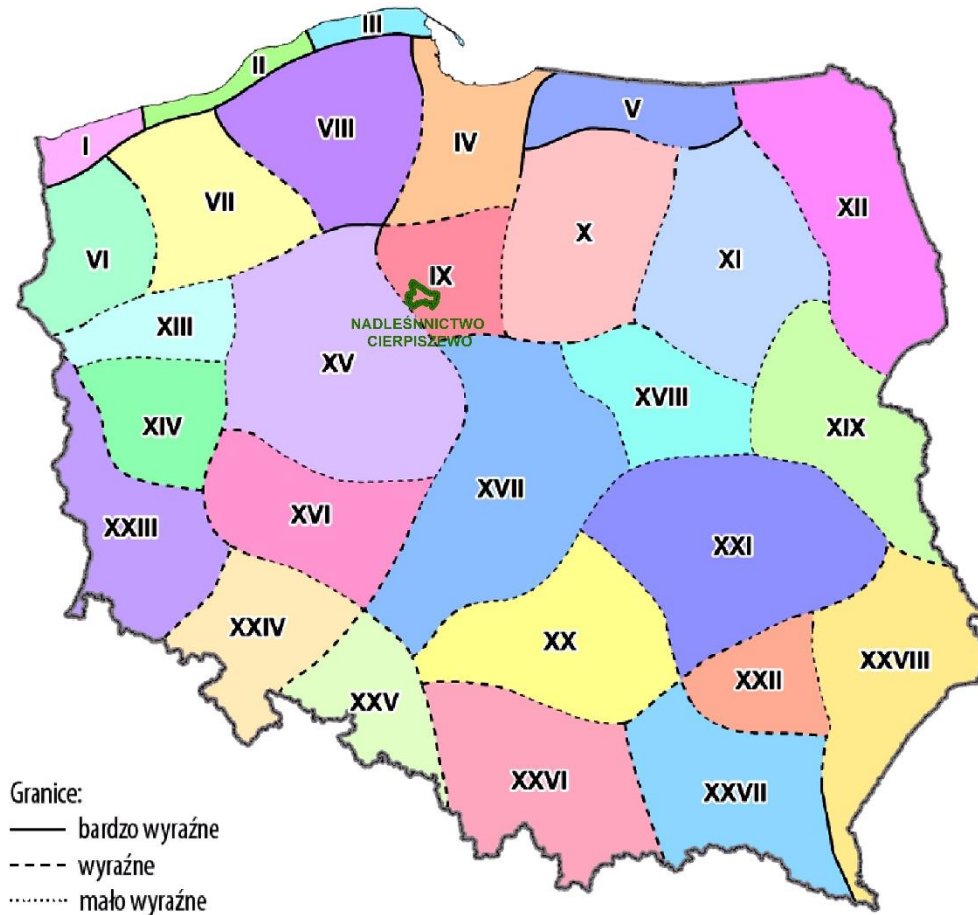 III
II
I
VIII
IV
V
VII
XII
VI
X
XI
IX
NADLEŚNNICTWO
CIERPISZEWO
XIII
XV
XVIII
XIV
XIX
XVII
XVI
XXIII
XXI
XXIV
XX
XXVIII
XXII
XXV
XXVI
XXVII
Granice:
bardzo wyraźne
wyraźne
mało wyraźne